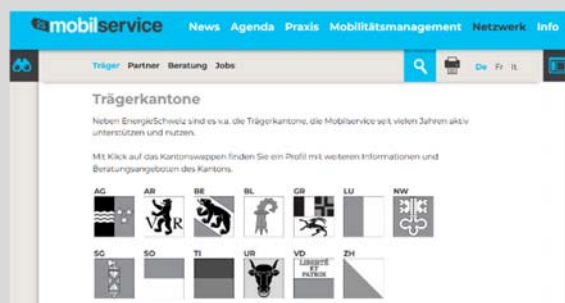 mobilservice
News Agenda Praxis Mobilitätsmanagement Netzwerk Info
Träger Partner Beratung Jobs
De Fr It
Trägerkantone
Neben EnergieSchweiz sind es v.a. die Trägerkantone, die Mobilservice seit vielen Jahren aktiv
unterstützen und nutzen.
Mit Klick auf das Kantonswappen finden Sie ein Profil mit weiteren Informationen und
Beratungsangeboten des Kantons.
AG AR BE BL GR LU NW
V R
SG SO TI UR VD ZH
LIBERTÉ
ET
PATRIE